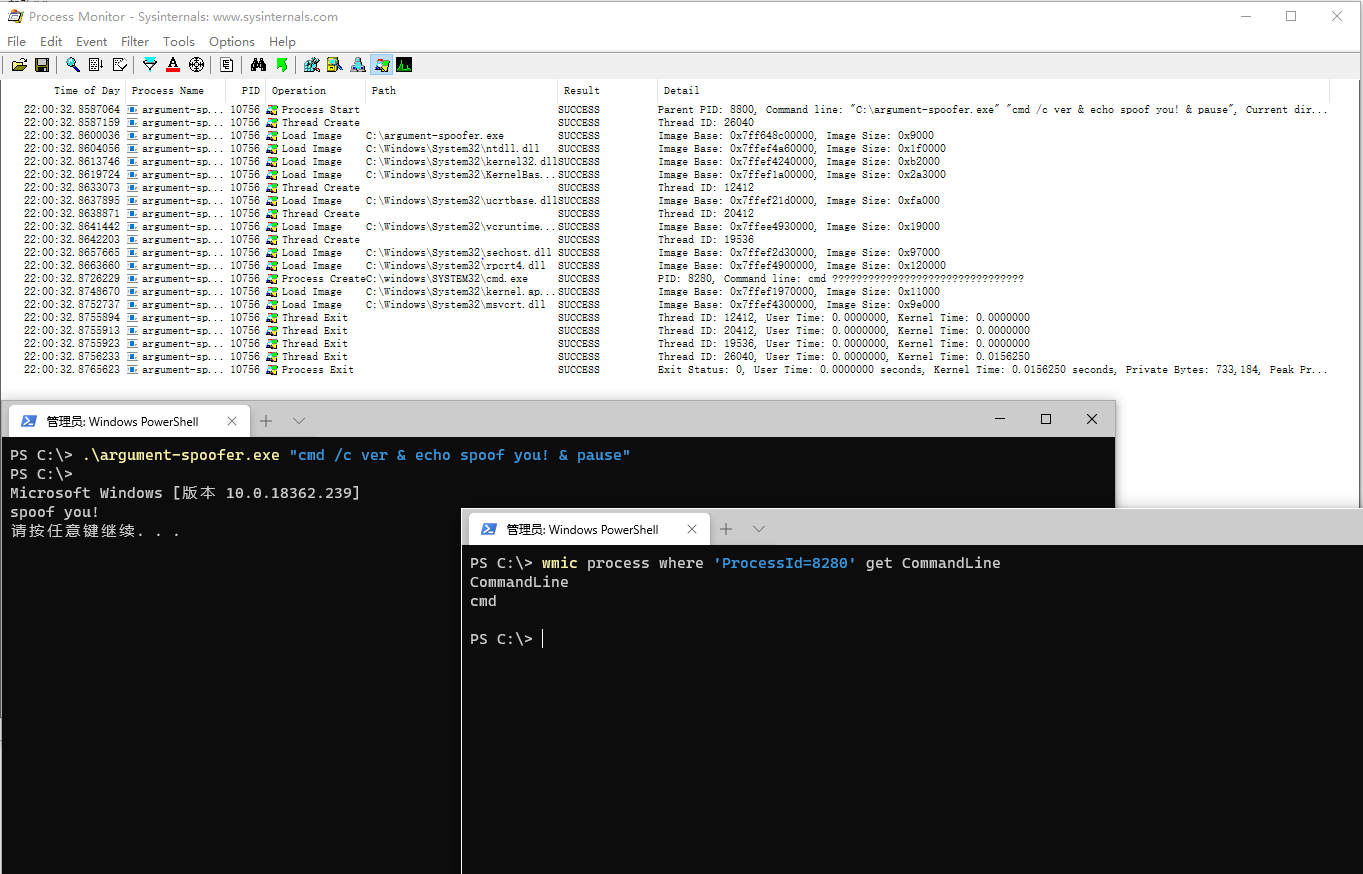 Process Monitor - Sysinternals: www.sysinternals.com
File Edit Event Filter Tools Options Help
Time of Day Process Name PID Operation Path Result Detail
22:00:32.8587064 argument-sp... 10756 Process Start SUCCESS Parent PID: 8800, Command line: "C:\argument-spoofer.exe" "cmd /c ver & echo spoof you! & pause", Current dir...
22:00:32.8587159 argument-sp... 10756 Thread Create SUCCESS Thread ID: 26040
22:00:32.8600036 argument-sp... 10756 Load Image C:\argument-spoofer.exe SUCCESS Image Base: 0x7ff648c00000, Image Size: 0x9000
22:00:32.8604056 argument-sp... 10756 Load Image C:\Windows\System32\ntdll.dll SUCCESS Image Base: 0x7ffef4a60000, Image Size: 0x1f0000
22:00:32.8613746 argument-sp... 10756 Load Image C:\Windows\System32\kernel32.dll SUCCESS Image Base: 0x7ffef4240000, Image Size: 0xb2000
22:00:32.8619724 argument-sp... 10756 Load Image C:\Windows\System32\KernelBas... SUCCESS Image Base: 0x7ffef1a00000, Image Size: 0x2a3000
22:00:32.8633073 argument-sp... 10756 Thread Create SUCCESS Thread ID: 12412
22:00:32.8637895 argument-sp... 10756 Load Image C:\Windows\System32\ucrtbase.dll SUCCESS Image Base: 0x7ffef21d0000, Image Size: 0xfa000
22:00:32.8638871 argument-sp... 10756 Thread Create SUCCESS Thread ID: 20412
22:00:32.8641442 argument-sp... 10756 Load Image C:\Windows\System32\vcruntime... SUCCESS Image Base: 0x7ffee4930000, Image Size: 0x19000
22:00:32.8642203 argument-sp... 10756 Thread Create SUCCESS Thread ID: 19536
22:00:32.8657665 argument-sp... 10756 Load Image C:\Windows\System32\sechost.dll SUCCESS Image Base: 0x7ffef2d30000, Image Size: 0x97000
22:00:32.8663660 argument-sp... 10756 Load Image C:\Windows\System32\rpcrt4.dll SUCCESS Image Base: 0x7ffef4900000, Image Size: 0x120000
22:00:32.8726229 argument-sp... 10756 Process Create C:\windows\SYSTEM32\cmd.exe SUCCESS PID: 8280, Command line: cmd ????????????????????????????????
22:00:32.8748670 argument-sp... 10756 Load Image C:\Windows\System32\kernel.ap... SUCCESS Image Base: 0x7ffef1970000, Image Size: 0x11000
22:00:32.8752737 argument-sp... 10756 Load Image C:\Windows\System32\msvcrt.dll SUCCESS Image Base: 0x7ffef4300000, Image Size: 0x9e000
22:00:32.8755894 argument-sp... 10756 Thread Exit SUCCESS Thread ID: 12412, User Time: 0.0000000, Kernel Time: 0.0000000
22:00:32.8755913 argument-sp... 10756 Thread Exit SUCCESS Thread ID: 20412, User Time: 0.0000000, Kernel Time: 0.0000000
22:00:32.8755923 argument-sp... 10756 Thread Exit SUCCESS Thread ID: 19536, User Time: 0.0000000, Kernel Time: 0.0000000
22:00:32.8756233 argument-sp... 10756 Thread Exit SUCCESS Thread ID: 26040, User Time: 0.0000000, Kernel Time: 0.0156250
22:00:32.8765623 argument-sp... 10756 Process Exit SUCCESS Exit Status: 0, User Time: 0.0000000 seconds, Kernel Time: 0.0156250 seconds, Private Bytes: 733,184, Peak Pr...
管理员: Windows PowerShell
PS C:\> .\argument-spoofer.exe "cmd /c ver & echo spoof you! & pause"
PS C:\>
Microsoft Windows [版本 10.0.18362.239]
spoof you!
请按任意键继续. . .
管理员: Windows PowerShell
PS C:\> wmic process where 'ProcessId=8280' get CommandLine
CommandLine
cmd
PS C:\>